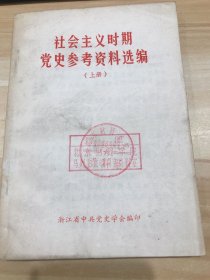 社会主义时期
党史参考资料选编
（上册）
浙江省中共党史学会编印